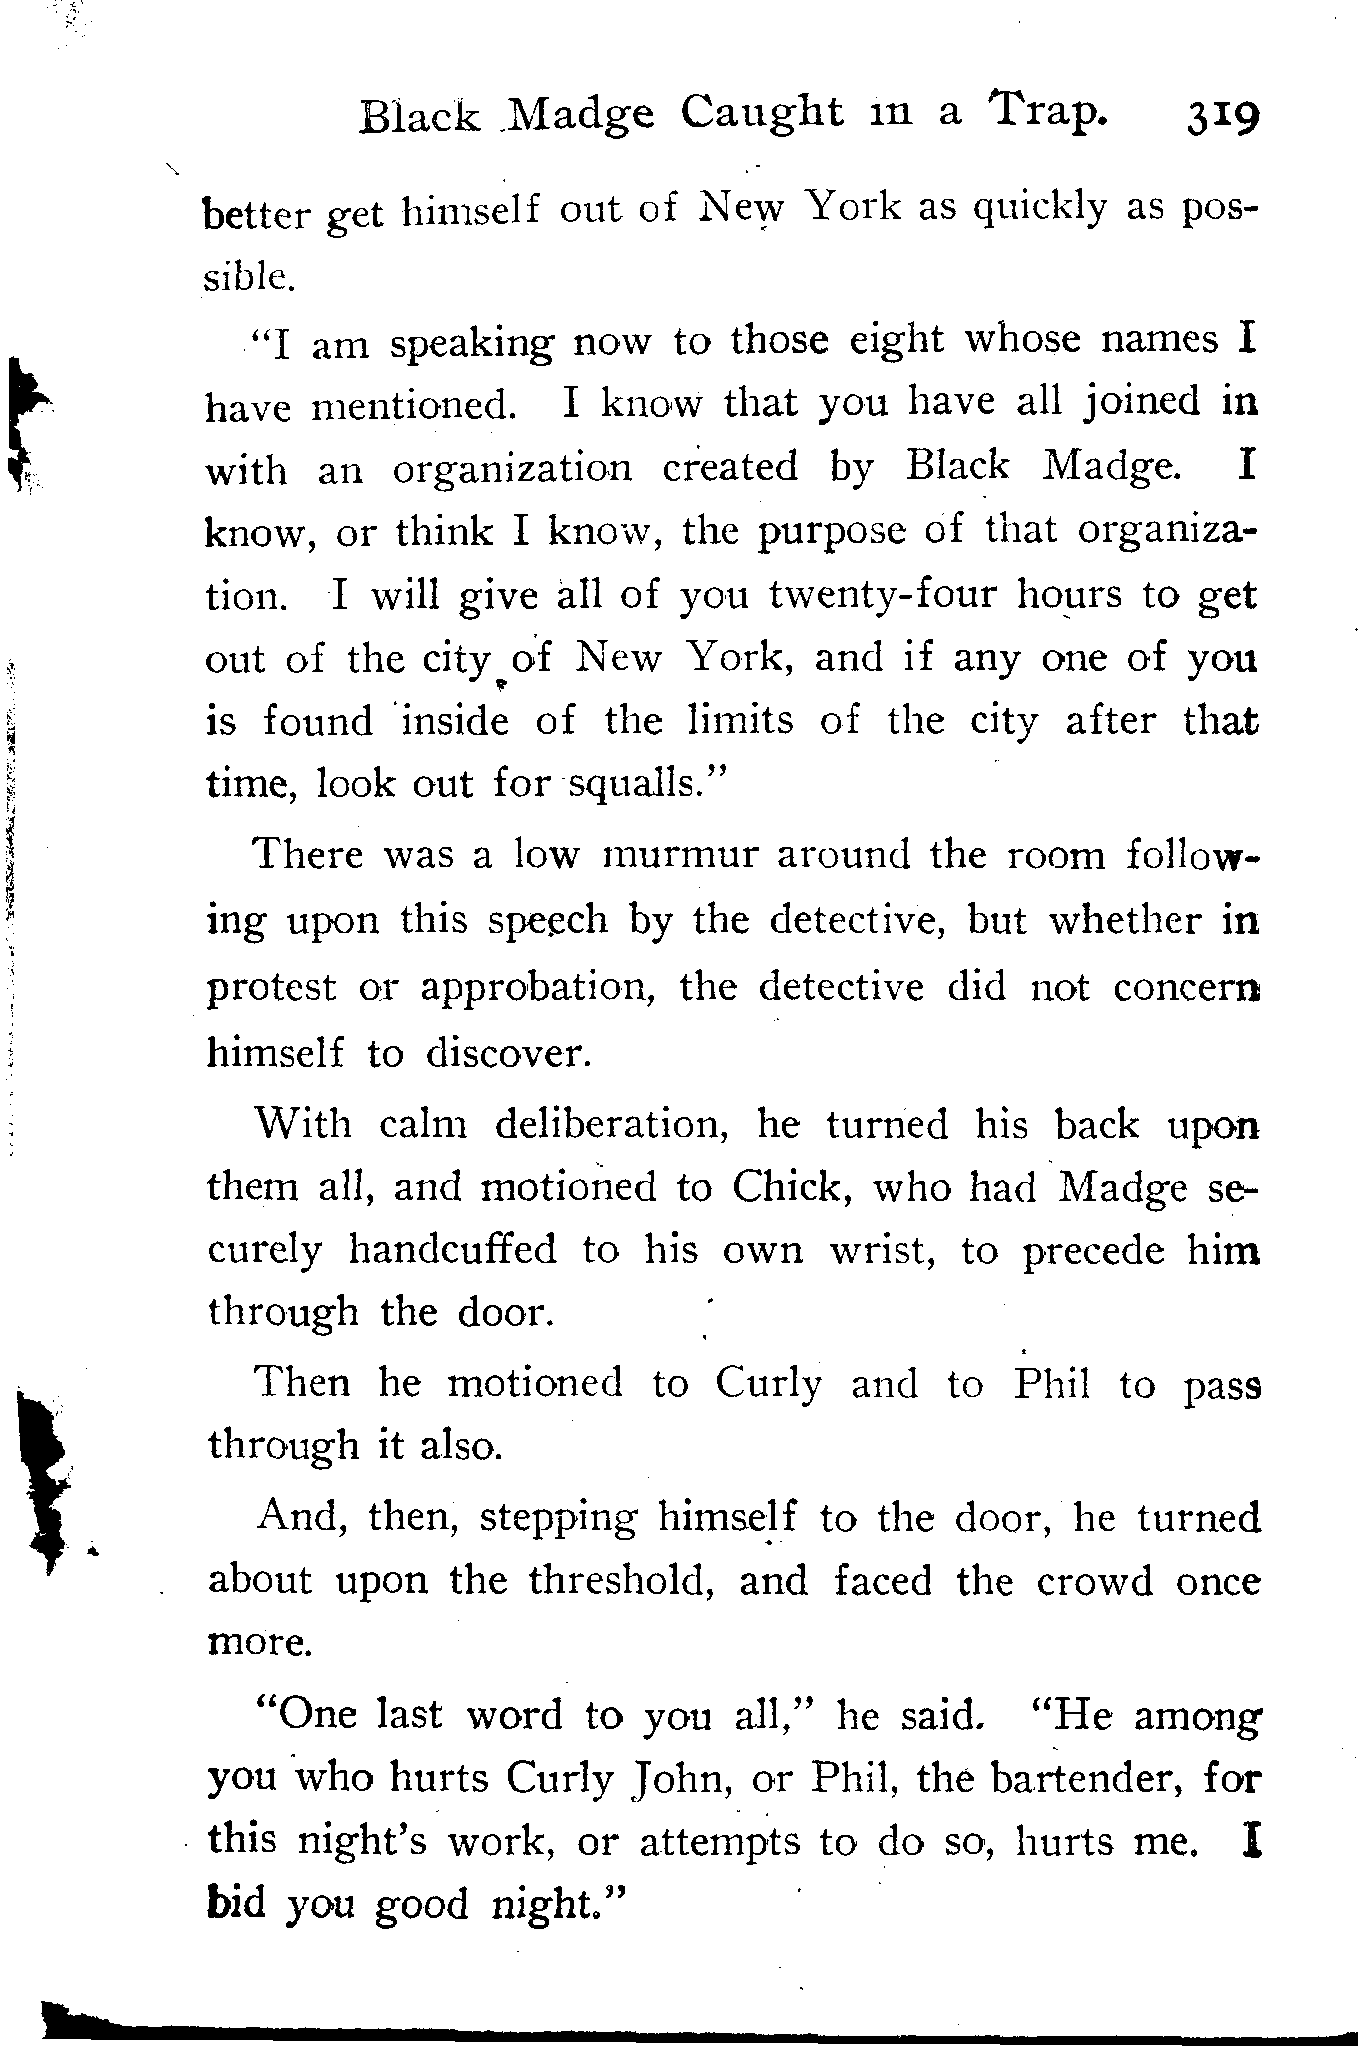 Black Madge Caught in a Trap. 319
better get himself out of New York as quickly as pos-
sible.
"I am speaking now to those eight whose names I
have mentioned. I know that you have all joined in
with an organization created by Black Madge. I
know, or think I know, the purpose of that organiza-
tion. I will give all of you twenty-four hours to get
out of the city of New York, and if any one of you
is found inside of the limits of the city after that
time, look out for squalls."
There was a low murmur around the room follow-
ing upon this speech by the detective, but whether in
protest or approbation, the detective did not concern
himself to discover.
With calm deliberation, he turned his back upon
them all, and motioned to Chick, who had Madge se-
curely handcuffed to his own wrist, to precede him
through the door.
Then he motioned to Curly and to Phil to pass
through it also.
And, then, stepping himself to the door, he turned
about upon the threshold, and faced the crowd once
more.
"One last word to you all," he said. "He among
you who hurts Curly John, or Phil, the bartender, for
this night's work, or attempts to do so, hurts me. I
bid you good night."